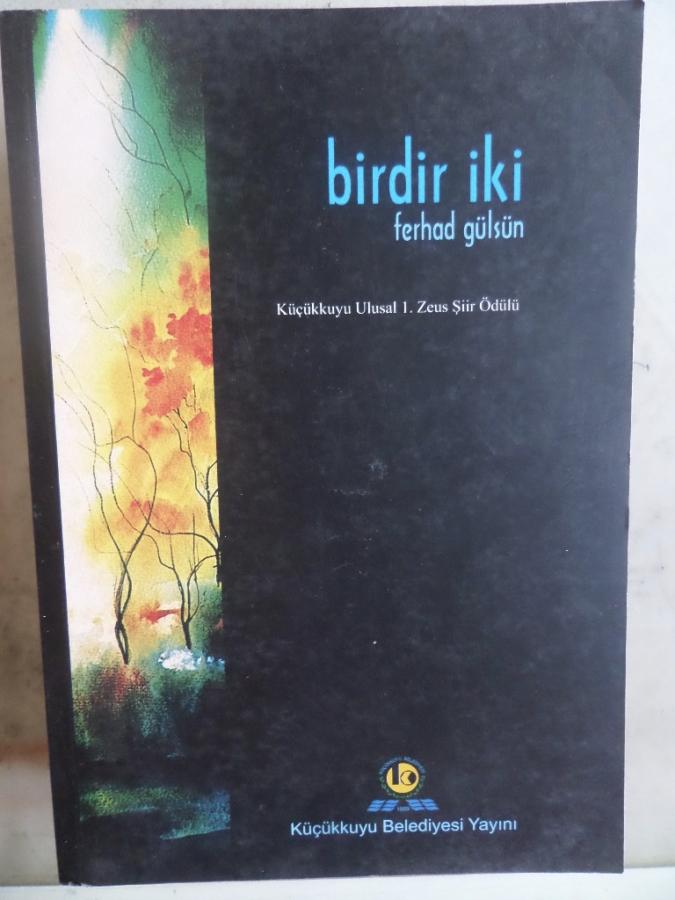 birdir iki
ferhad gülsün
Küçükkuyu Ulusal 1. Zeus Şiir Ödülü
Küçükkuyu Belediyesi Yayını